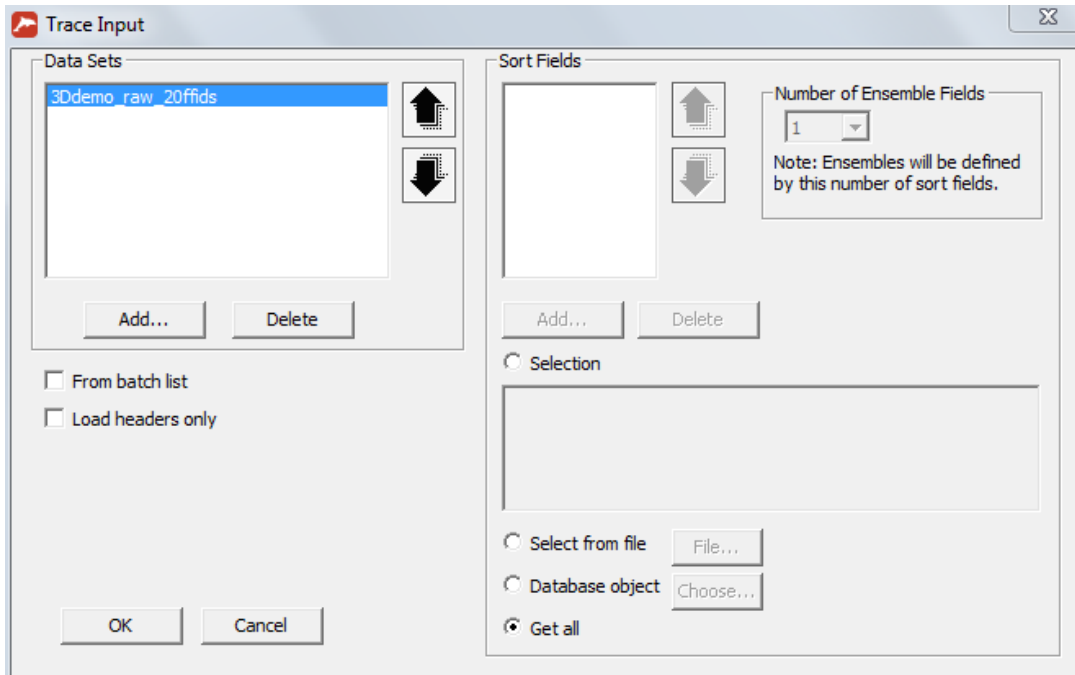 Trace Input
Data Sets
3Ddemo_raw_20ffids
Add...
Delete
From batch list
Load headers only
OK
Cancel
Sort Fields
Number of Ensemble Fields
1
Note: Ensembles will be defined
by this number of sort fields.
Add...
Delete
Selection
Select from file
File...
Database object
Choose...
Get all